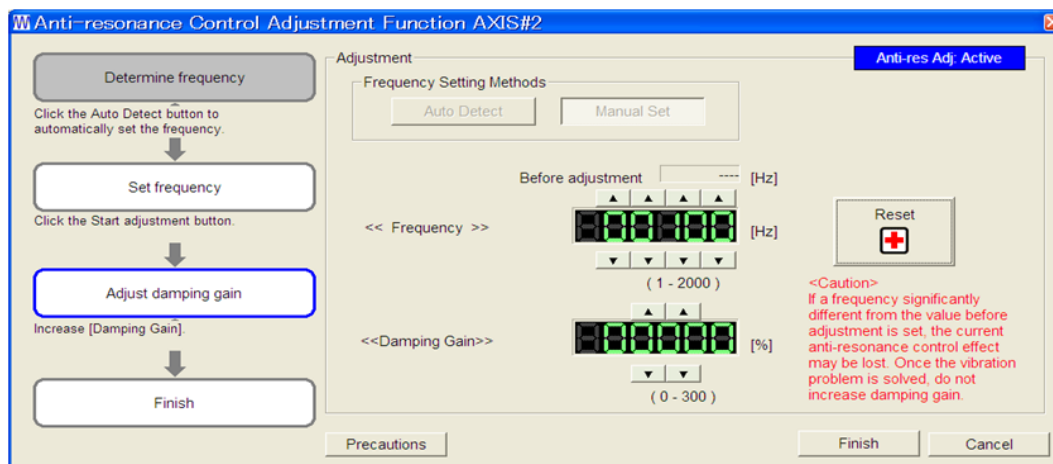 Anti-resonance Control Adjustment Function AXIS#2
Determine frequency
Click the Auto Detect button to
automatically set the frequency.
Set frequency
Click the Start adjustment button.
Adjust damping gain
Increase [Damping Gain].
Finish
Adjustment
Anti-res Adj: Active
Frequency Setting Methods
Auto Detect
Manual Set
Before adjustment ---- [Hz]
<< Frequency >> 00100 [Hz]
( 1 - 2000 )
<<Damping Gain>> 00001 [%]
( 0 - 300 )
Reset
<Caution>
If a frequency significantly
different from the value before
adjustment is set, the current
anti-resonance control effect
may be lost. Once the vibration
problem is solved, do not
increase damping gain.
Precautions
Finish
Cancel